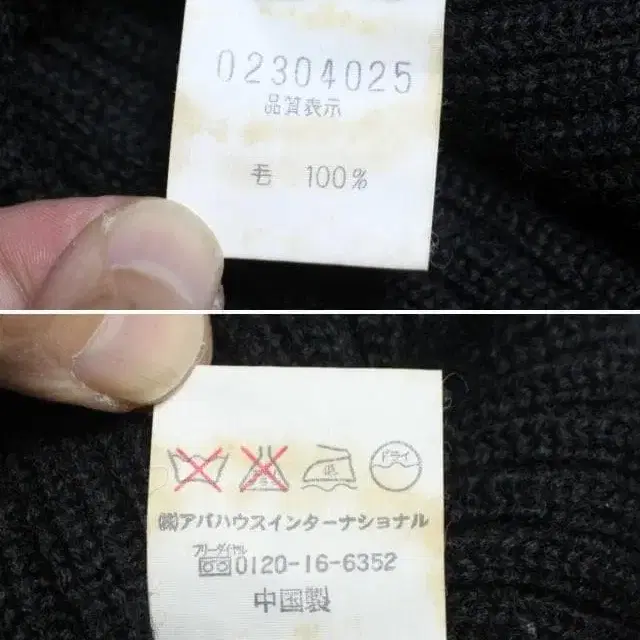 02304025
品質表示
毛 100%
低 ドライ
㈱アバハウスインターナショナル
フリーダイヤル
0120-16-6352
中国製